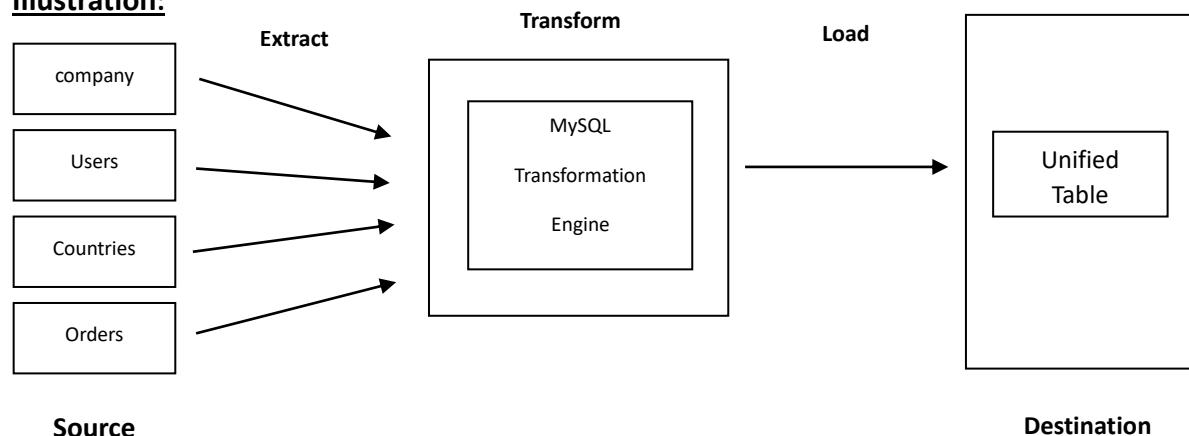 Illustration:
Extract
Transform
Load
company
Users
Countries
Orders
MySQL
Transformation
Engine
Unified
Table
Source
Destination